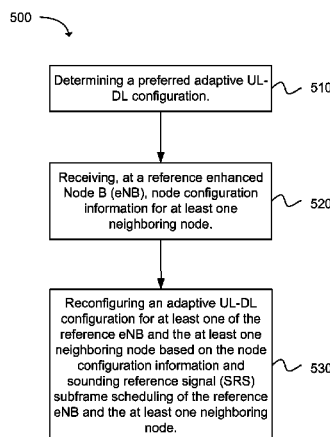 500
Determining a preferred adaptive UL-
DL configuration.
510
Receiving, at a reference enhanced
Node B (eNB), node configuration
information for at least one
neighboring node.
520
Reconfiguring an adaptive UL-DL
configuration for at least one of the
reference eNB and the at least one
neighboring node based on the node
configuration information and
sounding reference signal (SRS)
subframe scheduling of the reference
eNB and the at least one neighboring
node.
530